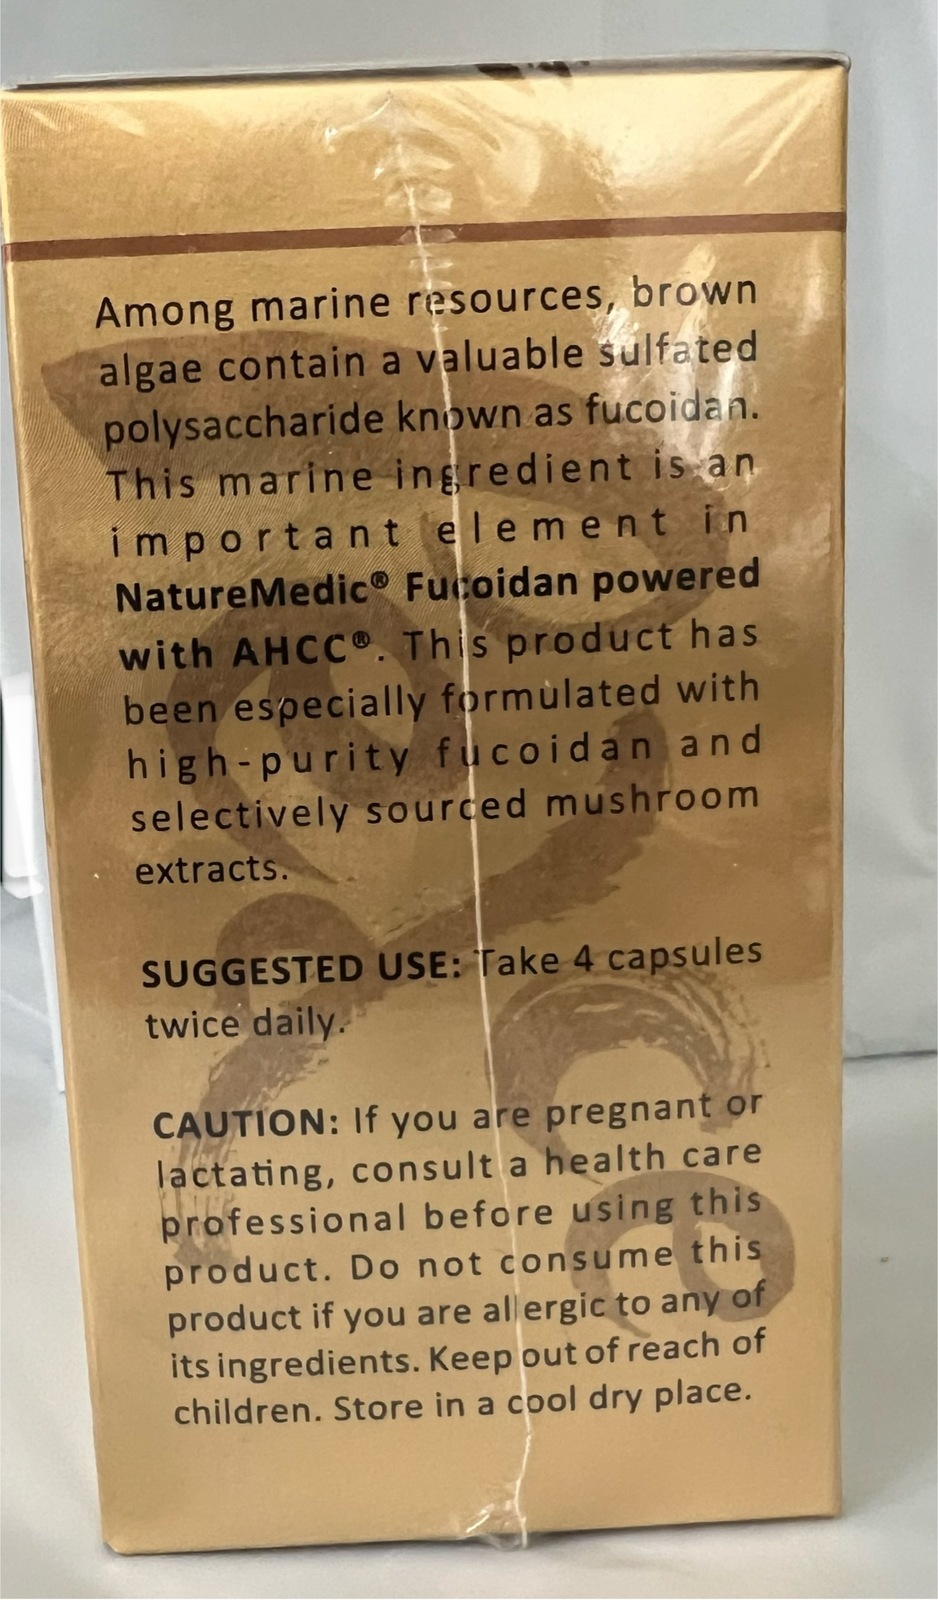 Among marine resources, brown
algae contain a valuable sulfated
polysaccharide known as fucoidan.
This marine ingredient is an
important element in
NatureMedic® Fucoidan powered
with AHCC®. This product has
been especially formulated with
high-purity fucoidan and
selectively sourced mushroom
extracts.
SUGGESTED USE: Take 4 capsules
twice daily.
CAUTION: If you are pregnant or
lactating, consult a health care
professional before using this
product. Do not consume this
product if you are allergic to any of
its ingredients. Keep out of reach of
children. Store in a cool dry place.